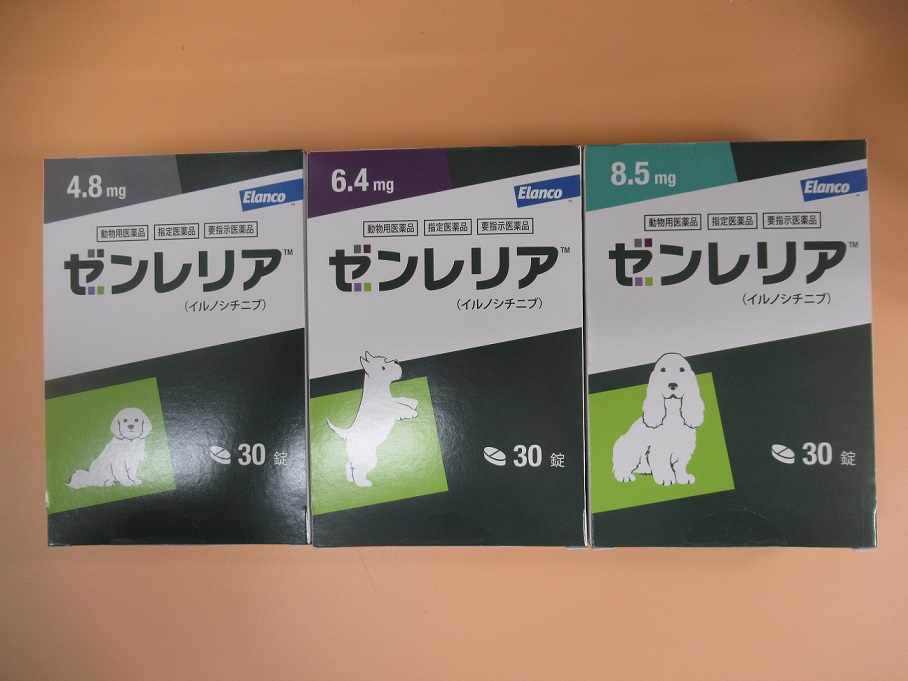 4.8 mg
Elanco™
動物用医薬品 指定医薬品 要指示医薬品
ゼンレリア™
(イルノシチニブ)
30 錠
6.4 mg
Elanco™
動物用医薬品 指定医薬品 要指示医薬品
ゼンレリア™
(イルノシチニブ)
30 錠
8.5 mg
Elanco™
動物用医薬品 指定医薬品 要指示医薬品
ゼンレリア™
(イルノシチニブ)
30 錠